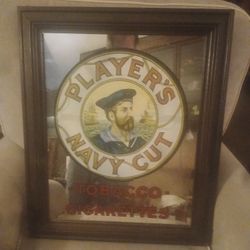 PLAYER'S
NAVY CUT
TOBACCO
CIGARETTES